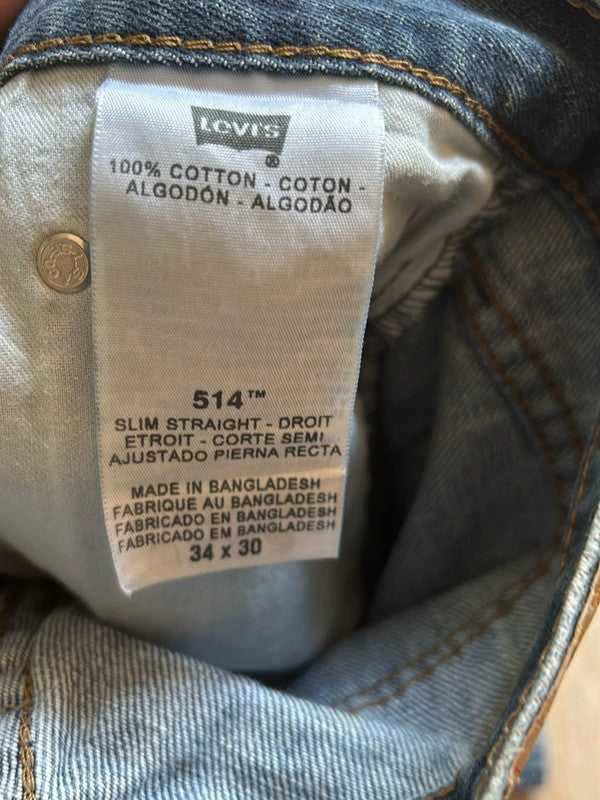 LEVI'S
®
100% COTTON - COTON -
ALGODÓN - ALGODÃO
514™
SLIM STRAIGHT - DROIT
ETROIT - CORTE SEMI
AJUSTADO PIERNA RECTA
MADE IN BANGLADESH
FABRIQUE AU BANGLADESH
FABRICADO EN BANGLADESH
FABRICADO EM BANGLADESH
34 x 30